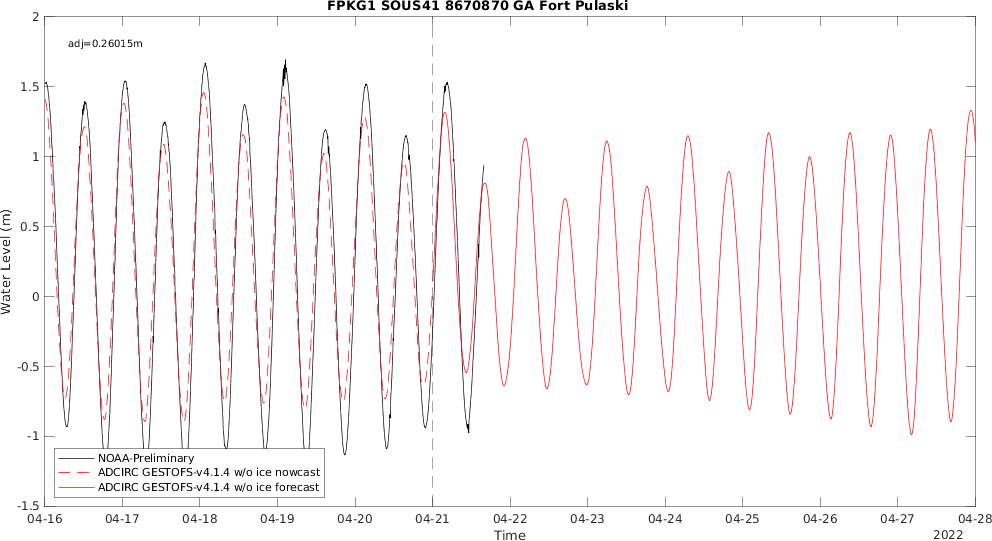 FPKG1 SOUS41 8670870 GA Fort Pulaski
adj=0.26015m
2
1.5
1
0.5
0
-0.5
-1
-1.5
Water Level (m)
NOAA-Preliminary
ADCIRC GESTOFS-v4.1.4 w/o ice nowcast
ADCIRC GESTOFS-v4.1.4 w/o ice forecast
04-16 04-17 04-18 04-19 04-20 04-21 04-22 04-23 04-24 04-25 04-26 04-27 04-28
Time
2022